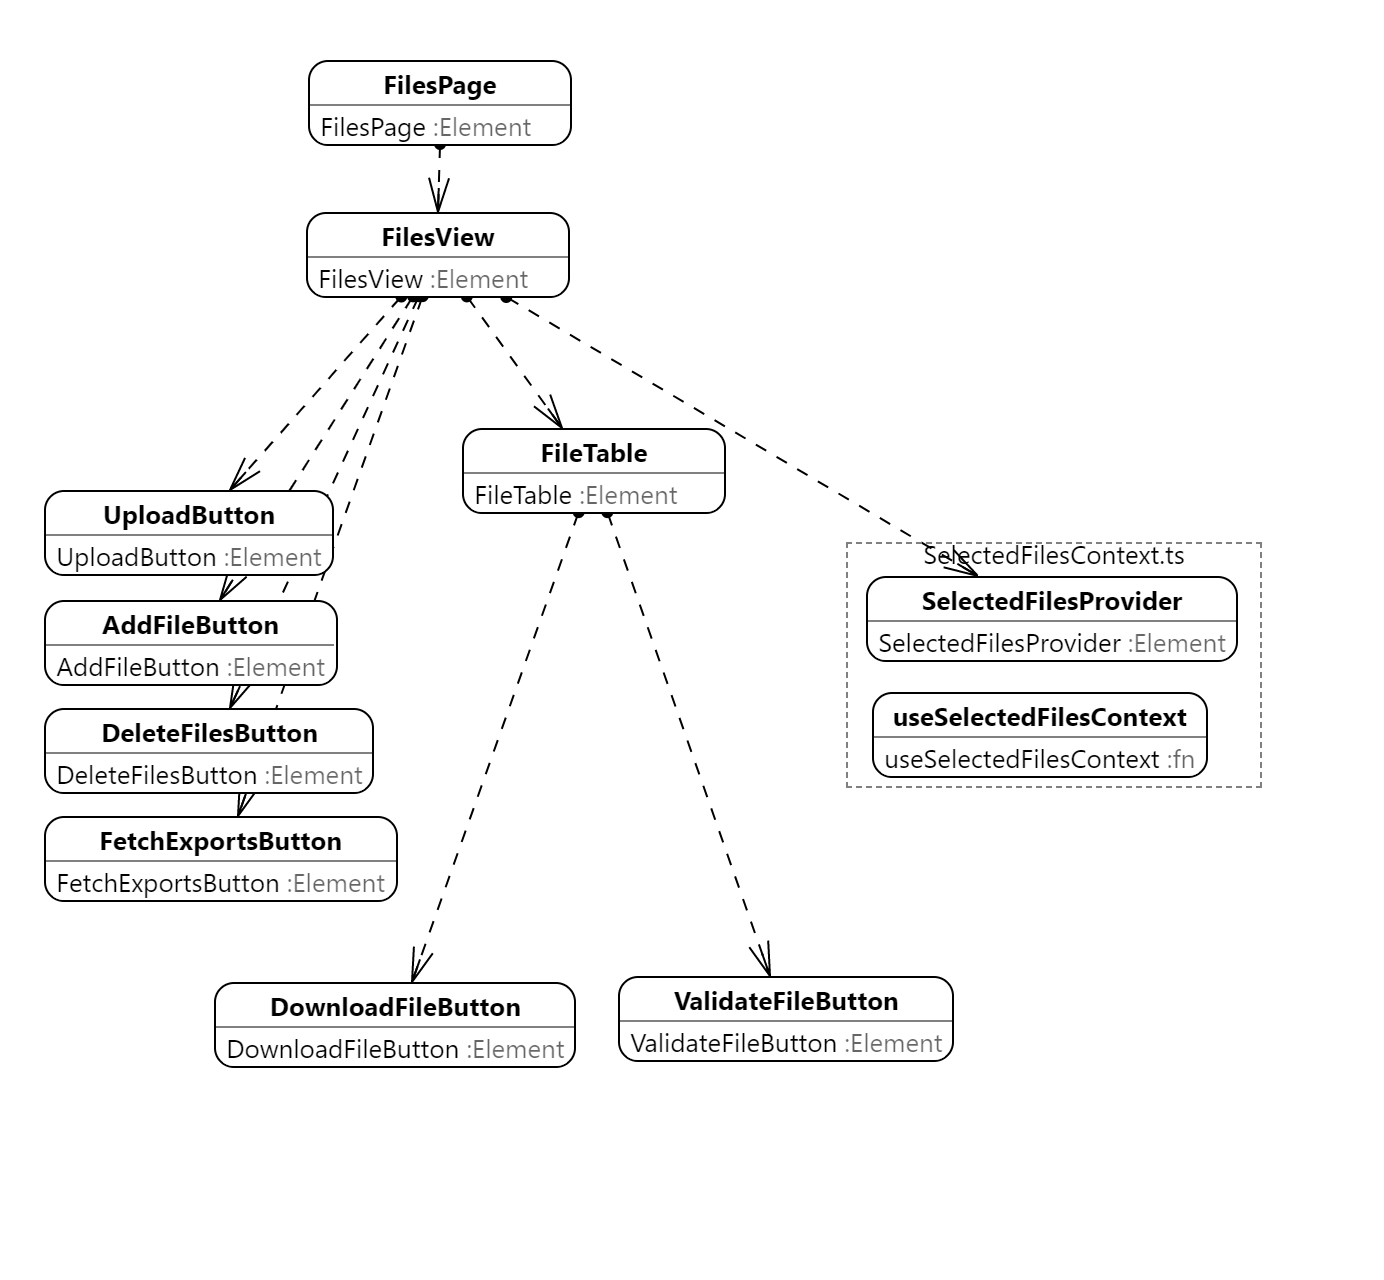 FilesPage
FilesPage :Element
FilesView
FilesView :Element
FileTable
FileTable :Element
UploadButton
UploadButton :Element
AddFileButton
AddFileButton :Element
DeleteFilesButton
DeleteFilesButton :Element
FetchExportsButton
FetchExportsButton :Element
SelectedFilesContext.ts
SelectedFilesProvider
SelectedFilesProvider :Element
useSelectedFilesContext
useSelectedFilesContext :fn
DownloadFileButton
DownloadFileButton :Element
ValidateFileButton
ValidateFileButton :Element